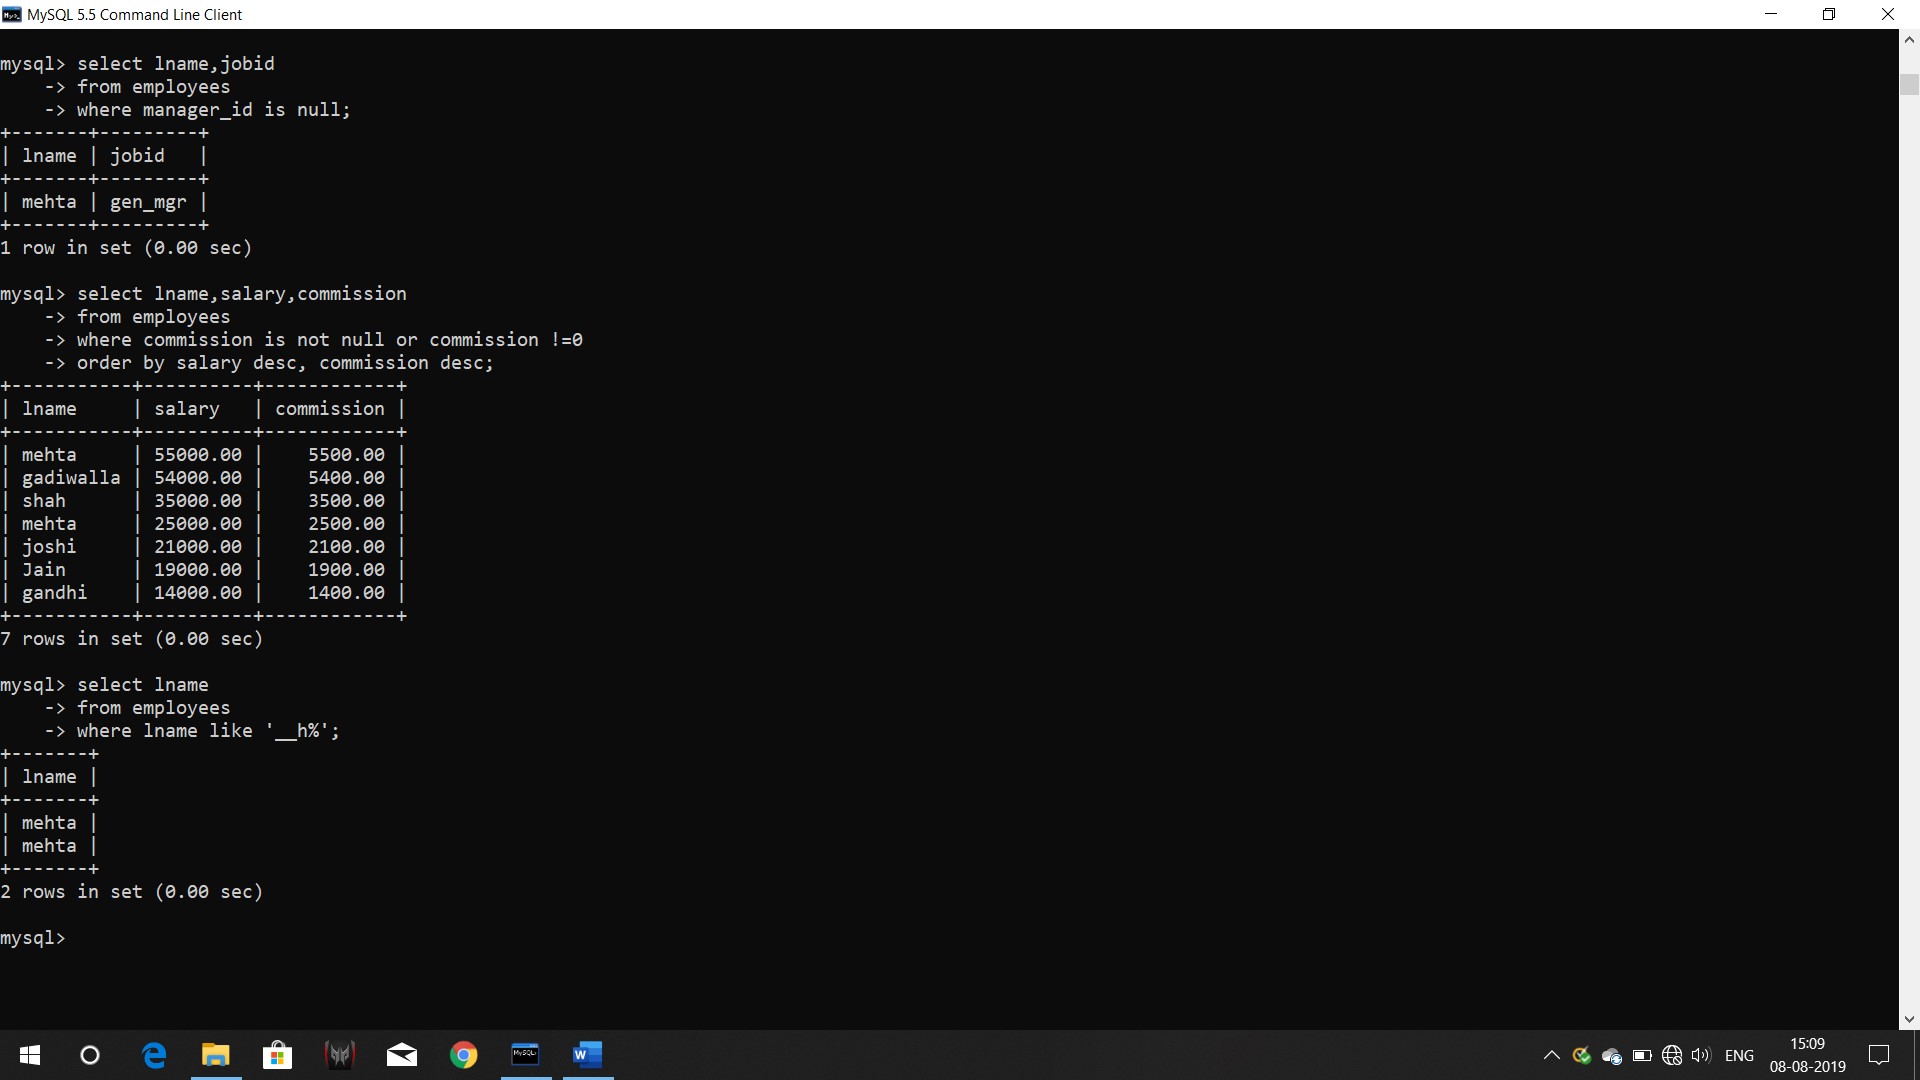 MySQL 5.5 Command Line Client
mysql> select lname,jobid
    -> from employees
    -> where manager_id is null;
+-------+---------+
| lname | jobid   |
+-------+---------+
| mehta | gen_mgr |
+-------+---------+
1 row in set (0.00 sec)
mysql> select lname,salary,commission
    -> from employees
    -> where commission is not null or commission !=0
    -> order by salary desc, commission desc;
+-----------+----------+------------+
| lname     | salary   | commission |
+-----------+----------+------------+
| mehta     | 55000.00 |    5500.00 |
| gadiwalla | 54000.00 |    5400.00 |
| shah      | 35000.00 |    3500.00 |
| mehta     | 25000.00 |    2500.00 |
| joshi     | 21000.00 |    2100.00 |
| Jain      | 19000.00 |    1900.00 |
| gandhi    | 14000.00 |    1400.00 |
+-----------+----------+------------+
7 rows in set (0.00 sec)
mysql> select lname
    -> from employees
    -> where lname like '__h%';
+-------+
| lname |
+-------+
| mehta |
| mehta |
+-------+
2 rows in set (0.00 sec)
mysql>
ENG
15:09
08-08-2019